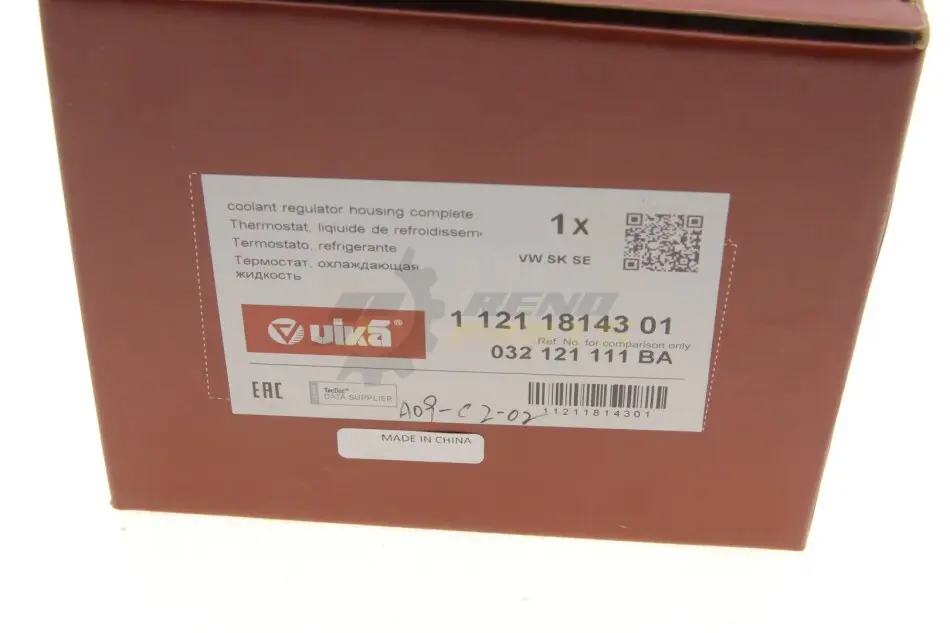 coolant regulator housing complete
Thermostat, liqiuide de refroidissem
Termostato, refrigerante
Термостат, охлаждающая
жидкость
1x
VW SK SE
vika®
1 121 18143 01
Ref. No. for comparison only
032 121 111 BA
EAC
TecDoc
DATA SUPPLIER
11211814301
A09-C2-02
MADE IN CHINA
RENO